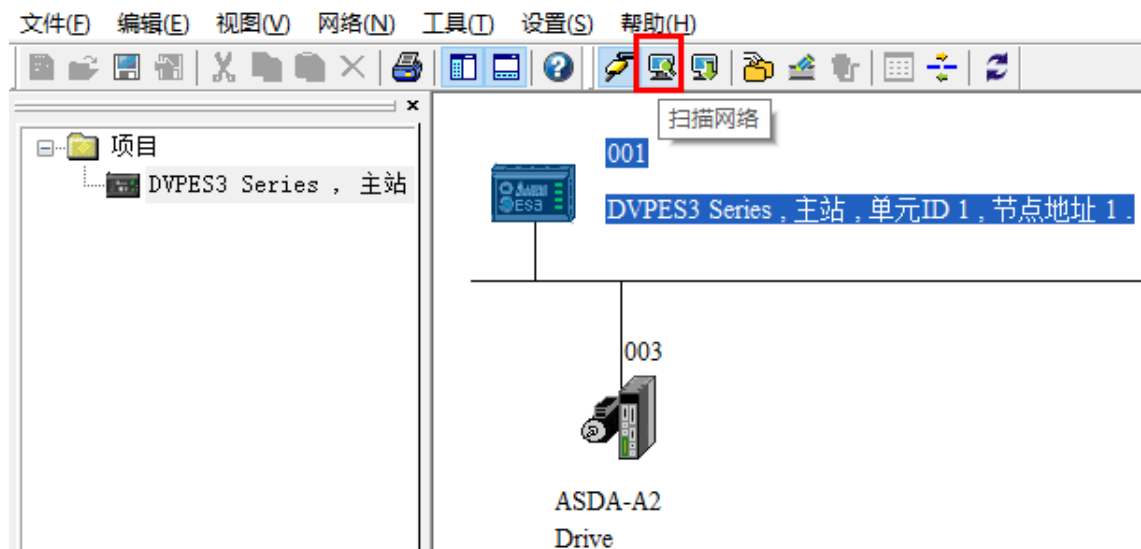 文件(F) 编辑(E) 视图(V) 网络(N) 工具(T) 设置(S) 帮助(H)
扫描网络
项目
DVPES3 Series , 主站
001
DVPES3 Series , 主站 , 单元ID 1 , 节点地址 1 .
ES3
003
ASDA-A2
Drive